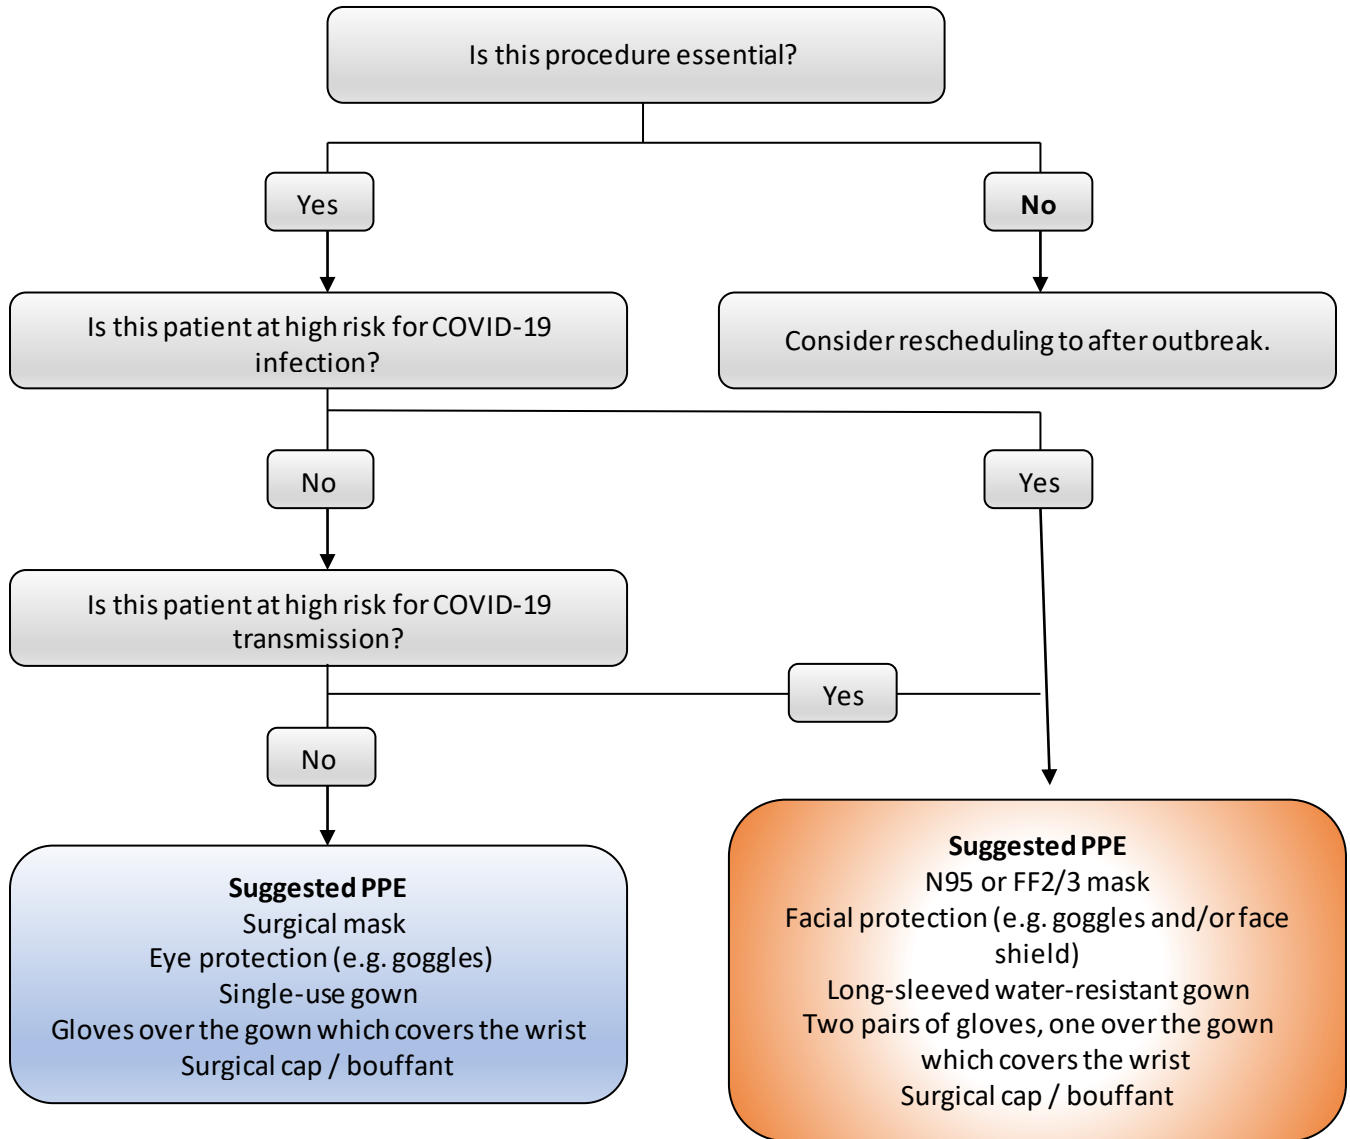 Is this procedure essential?
Yes
No
Is this patient at high risk for COVID-19
infection?
Consider rescheduling to after outbreak.
No
Yes
Is this patient at high risk for COVID-19
transmission?
Yes
No
Suggested PPE
Surgical mask
Eye protection (e.g. goggles)
Single-use gown
Gloves over the gown which covers the wrist
Surgical cap / bouffant
Suggested PPE
N95 or FF2/3 mask
Facial protection (e.g. goggles and/or face
shield)
Long-sleeved water-resistant gown
Two pairs of gloves, one over the gown
which covers the wrist
Surgical cap / bouffant